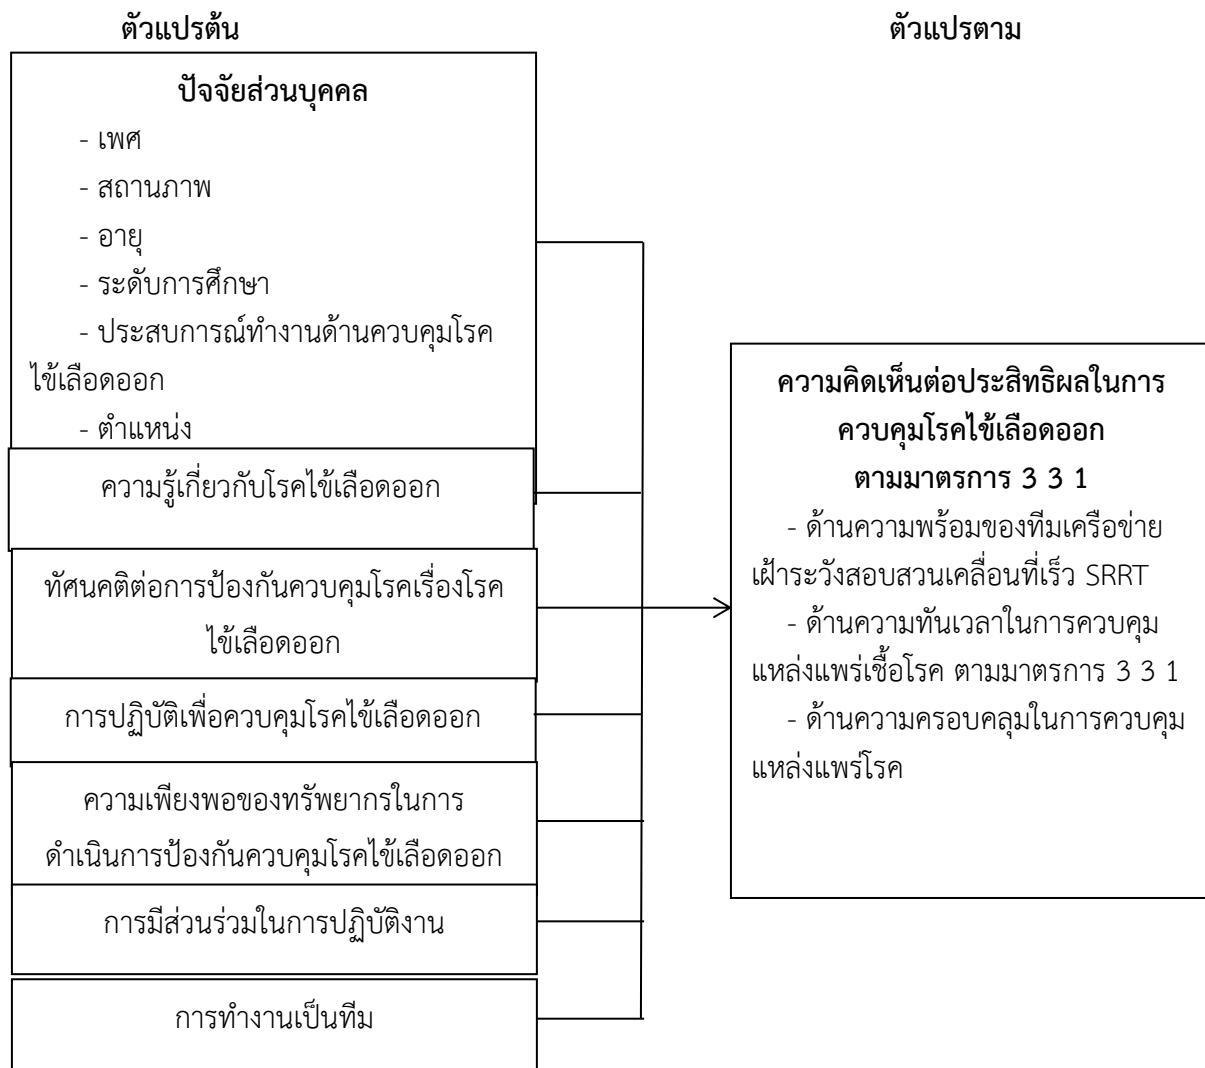 ตัวแปรต้น
ตัวแปรตาม
ปัจจัยส่วนบุคคล
- เพศ
- สถานภาพ
- อายุ
- ระดับการศึกษา
- ประสบการณ์ทำงานด้านควบคุมโรค
ไข้เลือดออก
- ตำแหน่ง
ความรู้เกี่ยวกับโรคไข้เลือดออก
ทัศนคติต่อการป้องกันควบคุมโรคเรื่องโรค
ไข้เลือดออก
การปฏิบัติเพื่อควบคุมโรคไข้เลือดออก
ความเพียงพอของทรัพยากรในการ
ดำเนินการป้องกันควบคุมโรคไข้เลือดออก
การมีส่วนร่วมในการปฏิบัติงาน
การทำงานเป็นทีม
ความคิดเห็นต่อประสิทธิผลในการ
ควบคุมโรคไข้เลือดออก
ตามมาตรการ 3 3 1
- ด้านความพร้อมของทีมเครือข่าย
เฝ้าระวังสอบสวนเคลื่อนที่เร็ว SRRT
- ด้านความทันเวลาในการควบคุม
แหล่งแพร่เชื้อโรค ตามมาตรการ 3 3 1
- ด้านความครอบคลุมในการควบคุม
แหล่งแพร่โรค